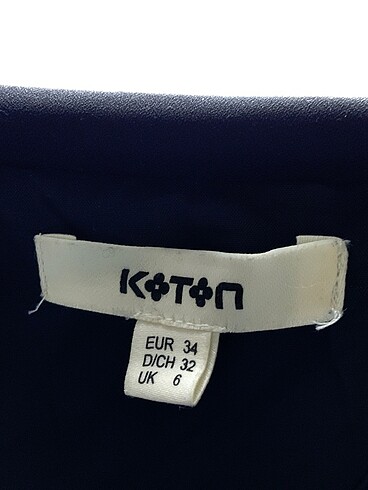 KOTON
EUR 34
D/CH 32
UK 6